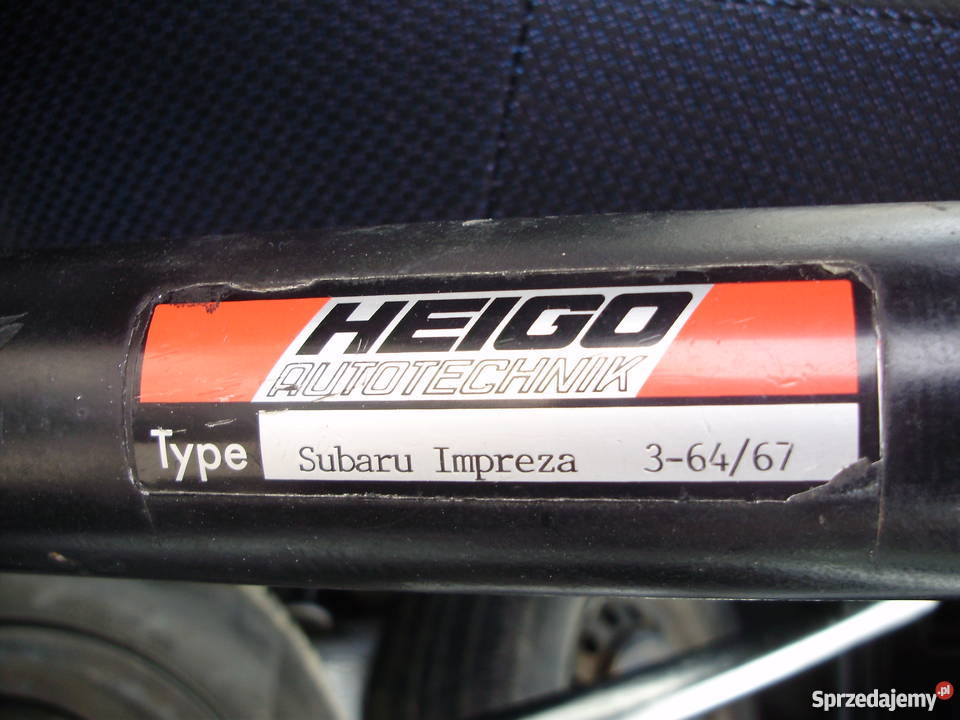 HEIGO
AUTOTECHNIK
Type Subaru Impreza 3-64/67
Sprzedajemy.pl